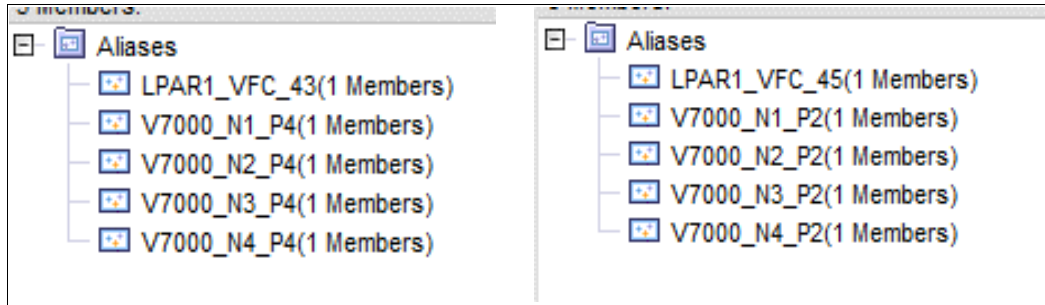 Aliases
LPAR1_VFC_43(1 Members)
V7000_N1_P4(1 Members)
V7000_N2_P4(1 Members)
V7000_N3_P4(1 Members)
V7000_N4_P4(1 Members)
Aliases
LPAR1_VFC_45(1 Members)
V7000_N1_P2(1 Members)
V7000_N2_P2(1 Members)
V7000_N3_P2(1 Members)
V7000_N4_P2(1 Members)